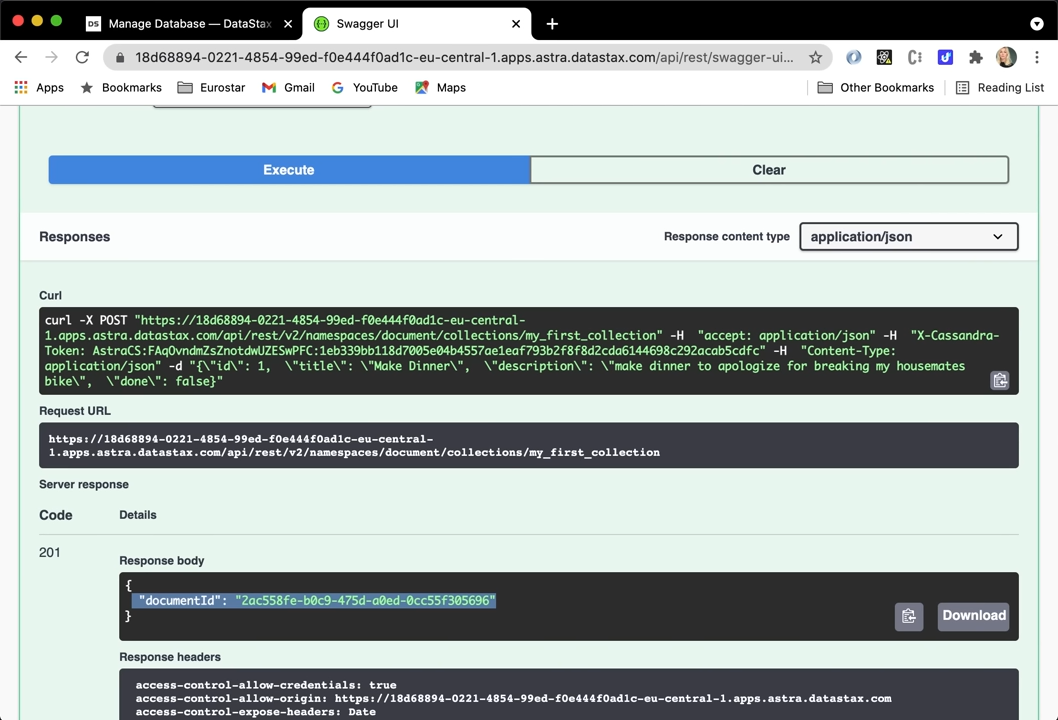 DS Manage Database — DataStax
Swagger UI
18d68894-0221-4854-99ed-f0e444f0ad1c-eu-central-1.apps.astra.datastax.com/api/rest/swagger-ui...
Apps Bookmarks Eurostar Gmail YouTube Maps Other Bookmarks Reading List
Execute Clear
Responses Response content type application/json
Curl
curl -X POST "https://18d68894-0221-4854-99ed-f0e444f0ad1c-eu-central-
1.apps.astra.datastax.com/api/rest/v2/namespaces/document/collections/my_first_collection" -H "accept: application/json" -H "X-Cassandra-
Token: AstraCS:FAqOvndmZsZnotdwUZESwPFC:1eb339bb118d7005e04b4557ae1eaf793b2f8f8d2cda6144698c292acab5cdfc" -H "Content-Type:
application/json" -d "{\"id\": 1, \"title\": \"Make Dinner\", \"description\": \"make dinner to apologize for breaking my housemates
bike\", \"done\": false}"
Request URL
https://18d68894-0221-4854-99ed-f0e444f0ad1c-eu-central-
1.apps.astra.datastax.com/api/rest/v2/namespaces/document/collections/my_first_collection
Server response
Code Details
201
Response body
{
"documentId": "2ac558fe-b0c9-475d-a0ed-0cc55f305696"
}
Download
Response headers
access-control-allow-credentials: true
access-control-allow-origin: https://18d68894-0221-4854-99ed-f0e444f0ad1c-eu-central-1.apps.astra.datastax.com
access-control-expose-headers: Date